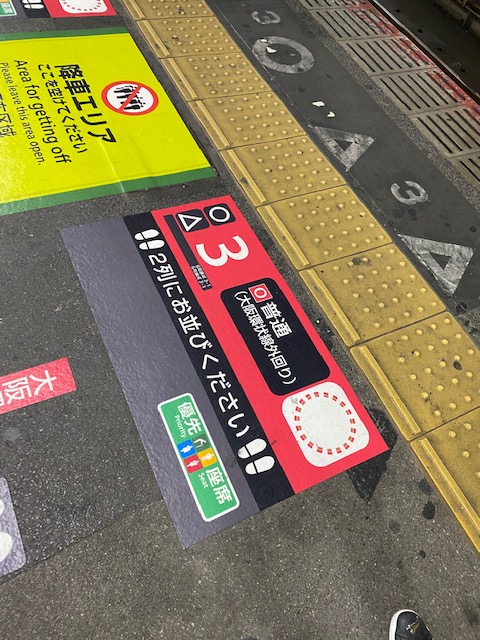 降車エリア
ここを空けてください
Area for getting off
Please leave this area open.
3
普通
(大阪環状線外回り)
2列にお並びください
優先座席
Priority Seat
大阪
3
3